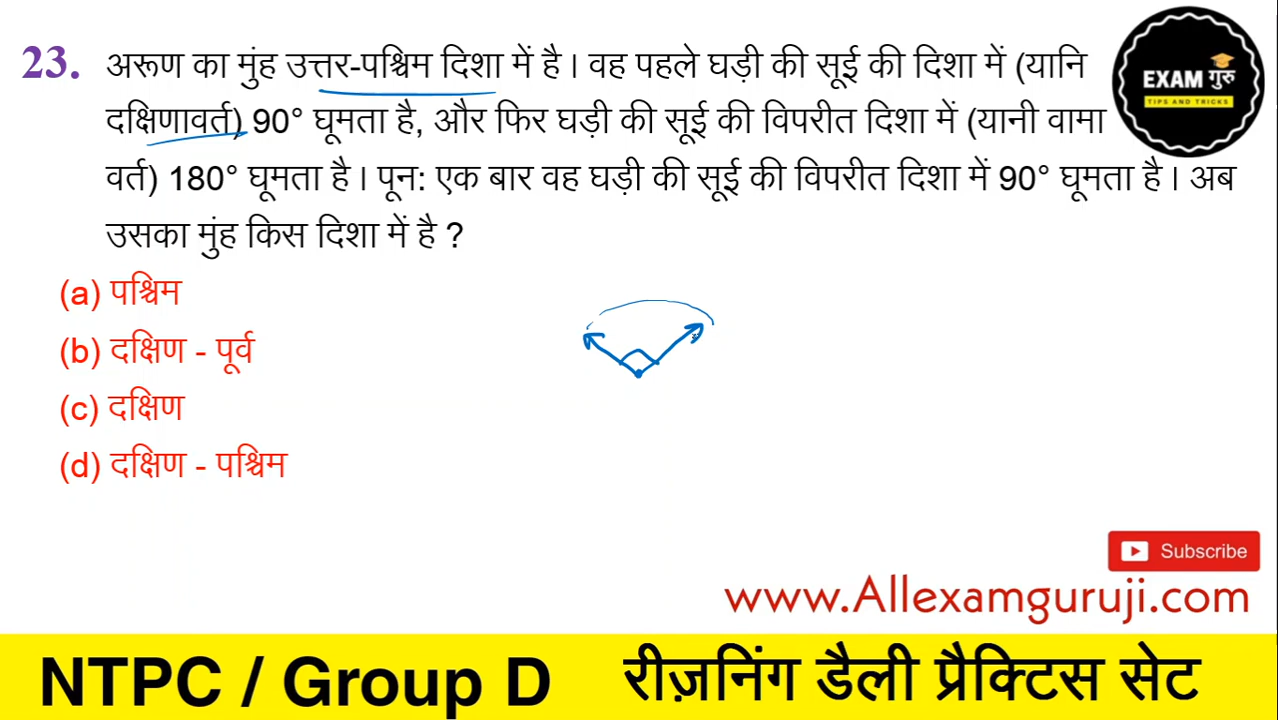 23. अरूण का मुंह उत्तर-पश्चिम दिशा में है । वह पहले घड़ी की सूई की दिशा में (यानि
दक्षिणावर्त) 90° घूमता है, और फिर घड़ी की सूई की विपरीत दिशा में (यानी वामा
वर्त) 180° घूमता है । पून: एक बार वह घड़ी की सूई की विपरीत दिशा में 90° घूमता है । अब
उसका मुंह किस दिशा में है ?
(a) पश्चिम
(b) दक्षिण - पूर्व
(c) दक्षिण
(d) दक्षिण - पश्चिम
EXAM गुरु
TIPS AND TRICKS
Subscribe
www.Allexamguruji.com
NTPC / Group D रीज़निंग डैली प्रैक्टिस सेट